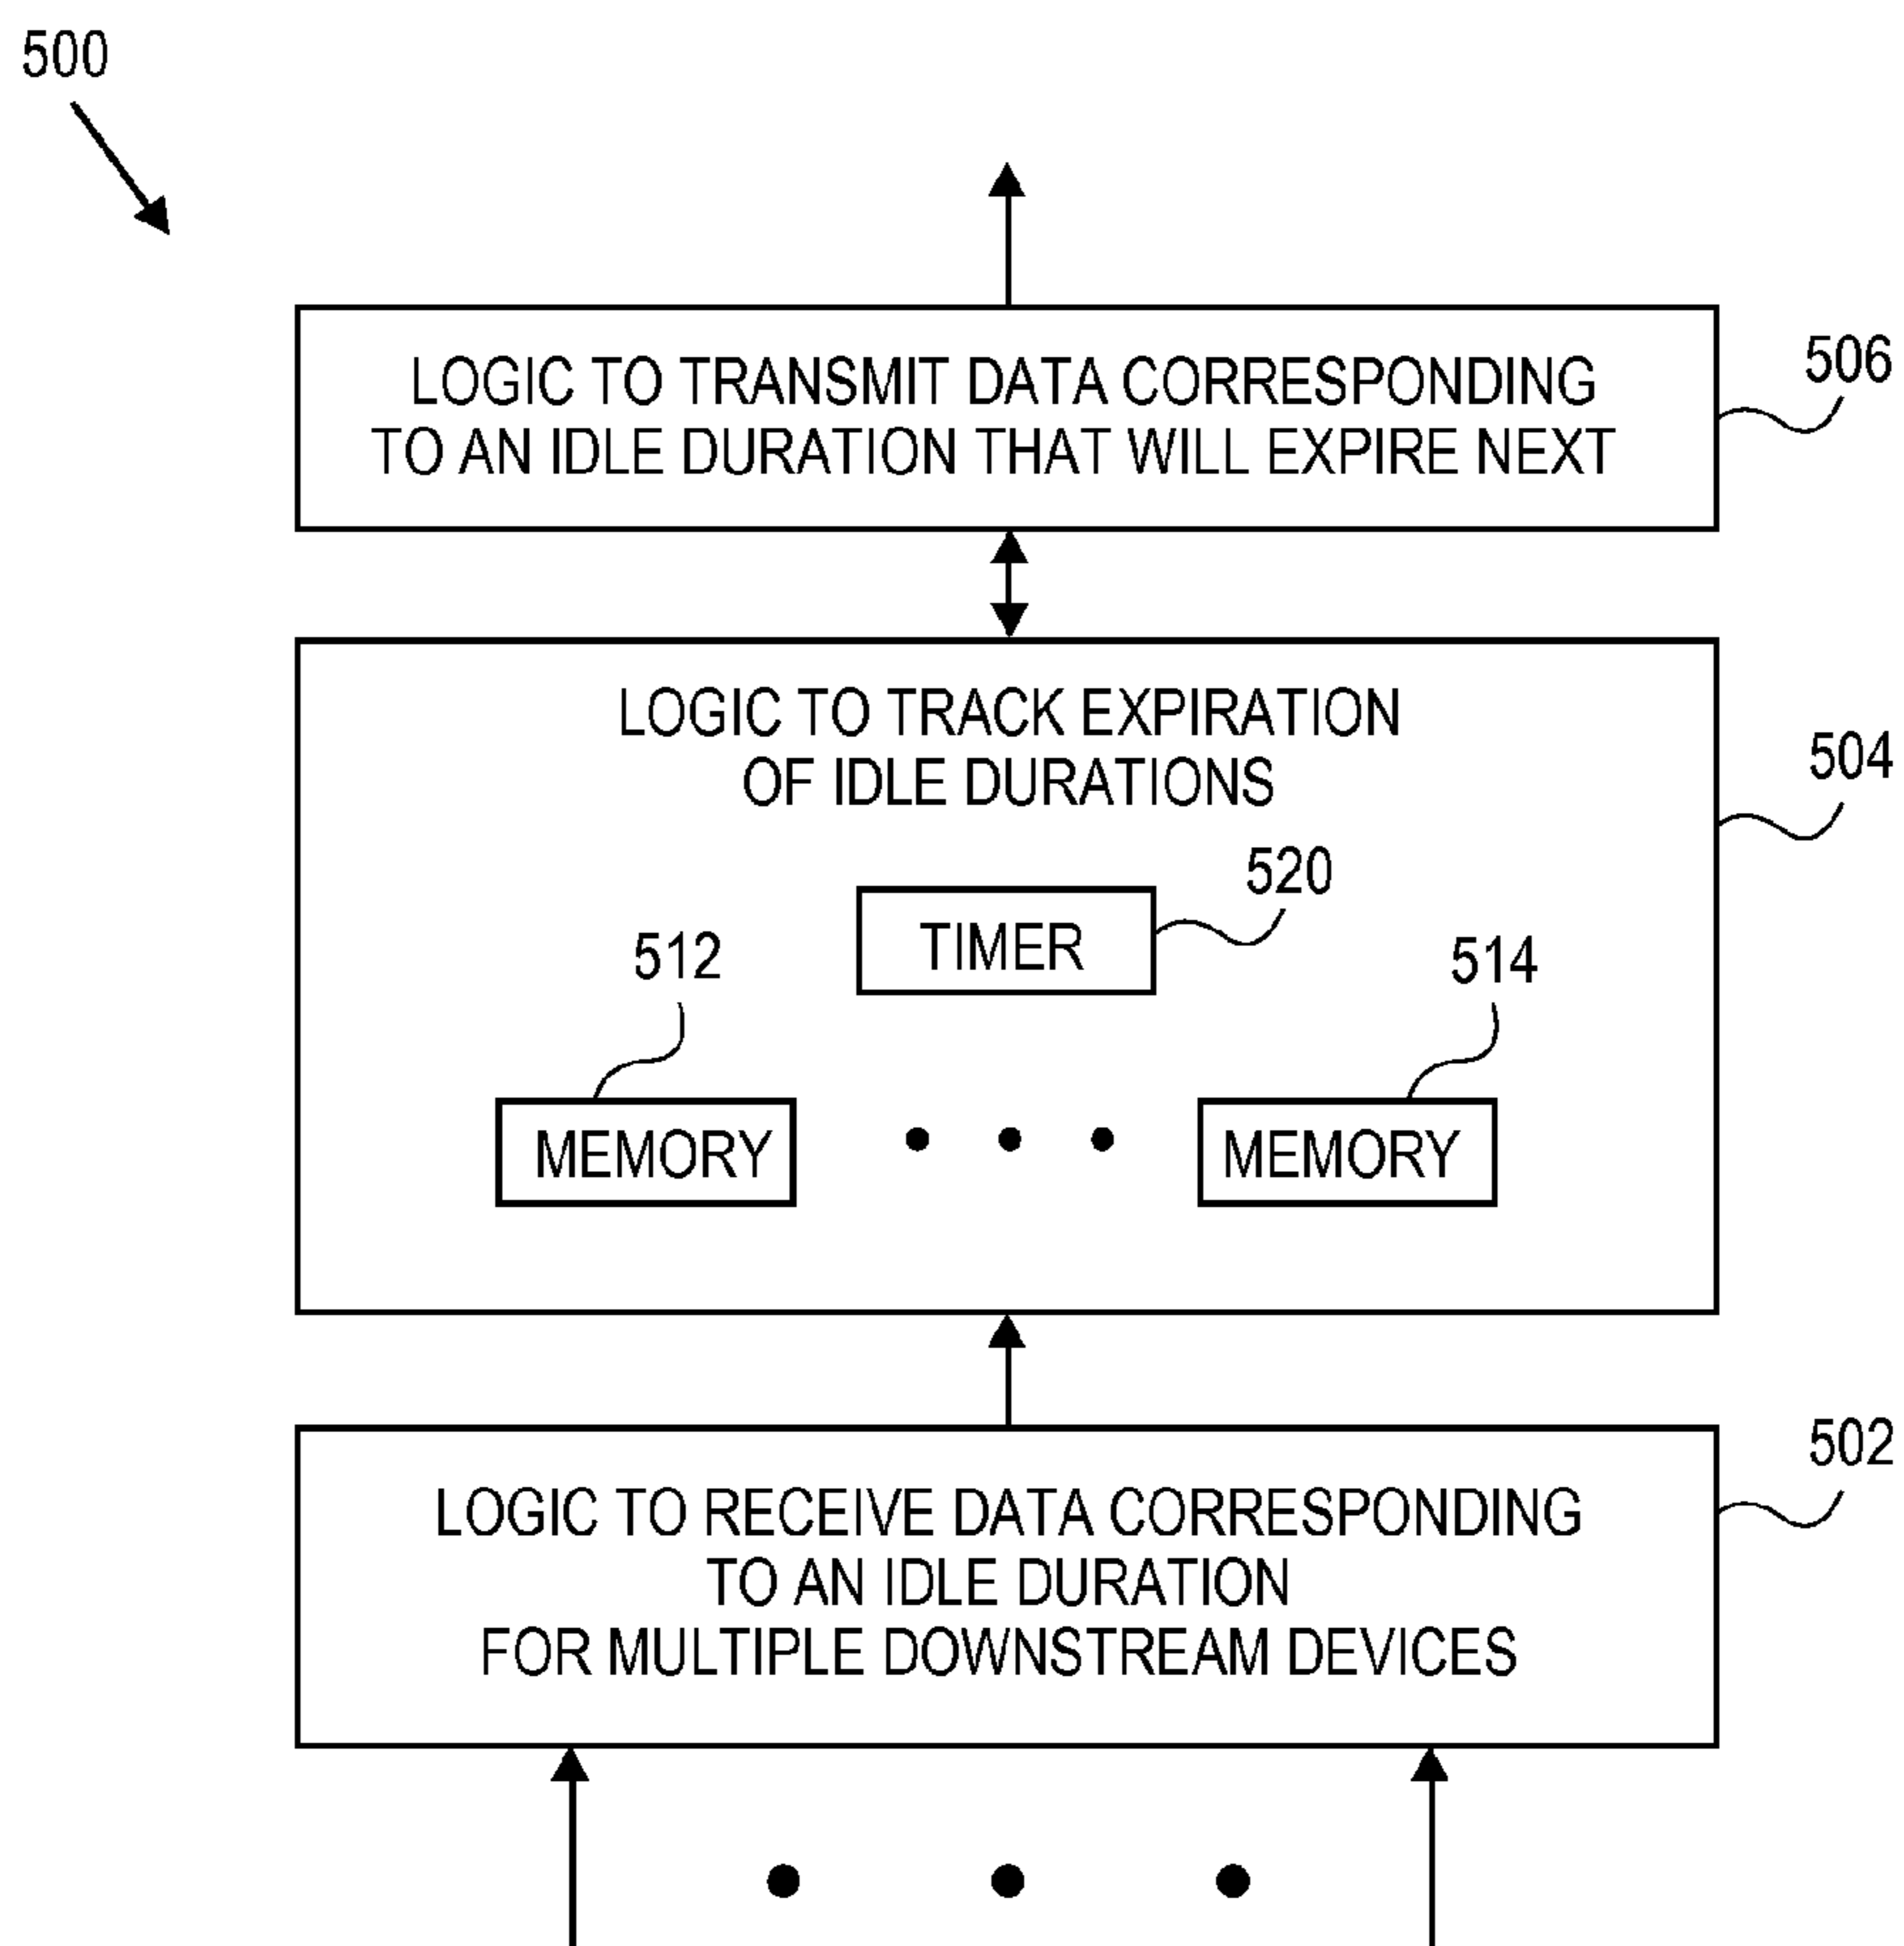 500
LOGIC TO TRANSMIT DATA CORRESPONDING
TO AN IDLE DURATION THAT WILL EXPIRE NEXT
506
LOGIC TO TRACK EXPIRATION
OF IDLE DURATIONS
504
520
TIMER
512
514
MEMORY
MEMORY
502
LOGIC TO RECEIVE DATA CORRESPONDING
TO AN IDLE DURATION
FOR MULTIPLE DOWNSTREAM DEVICES